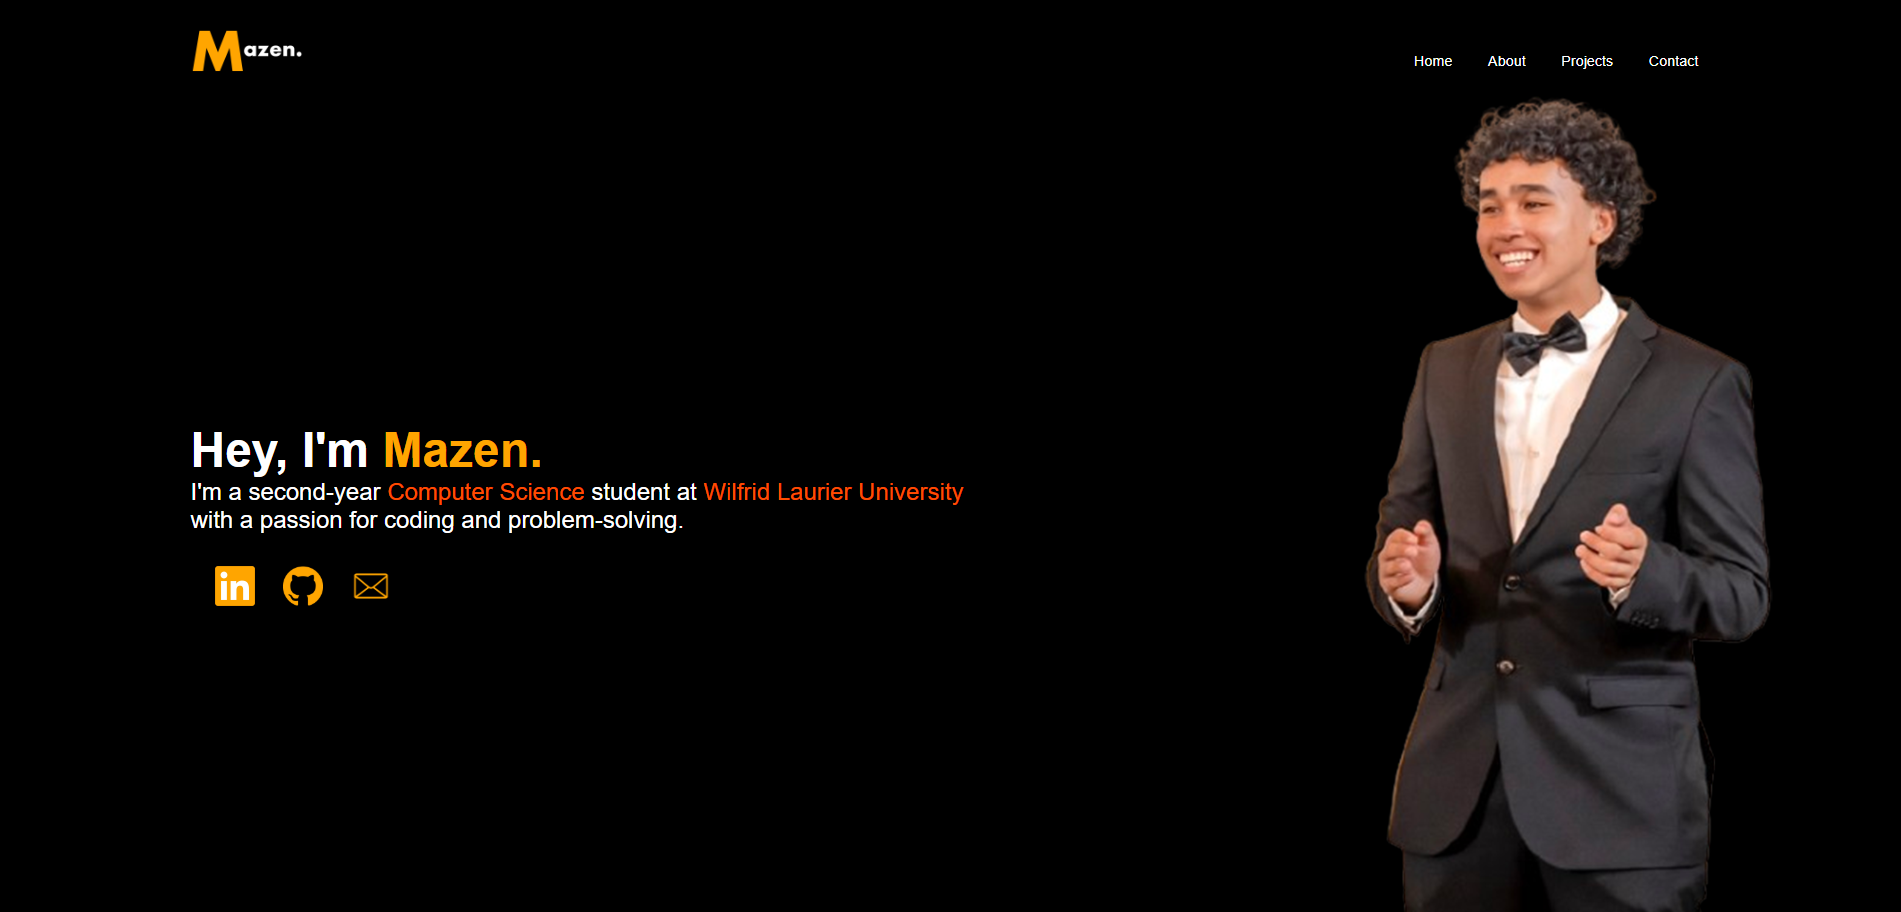 Mazen.
Home About Projects Contact
Hey, I'm Mazen.
I'm a second-year Computer Science student at Wilfrid Laurier University
with a passion for coding and problem-solving.
in